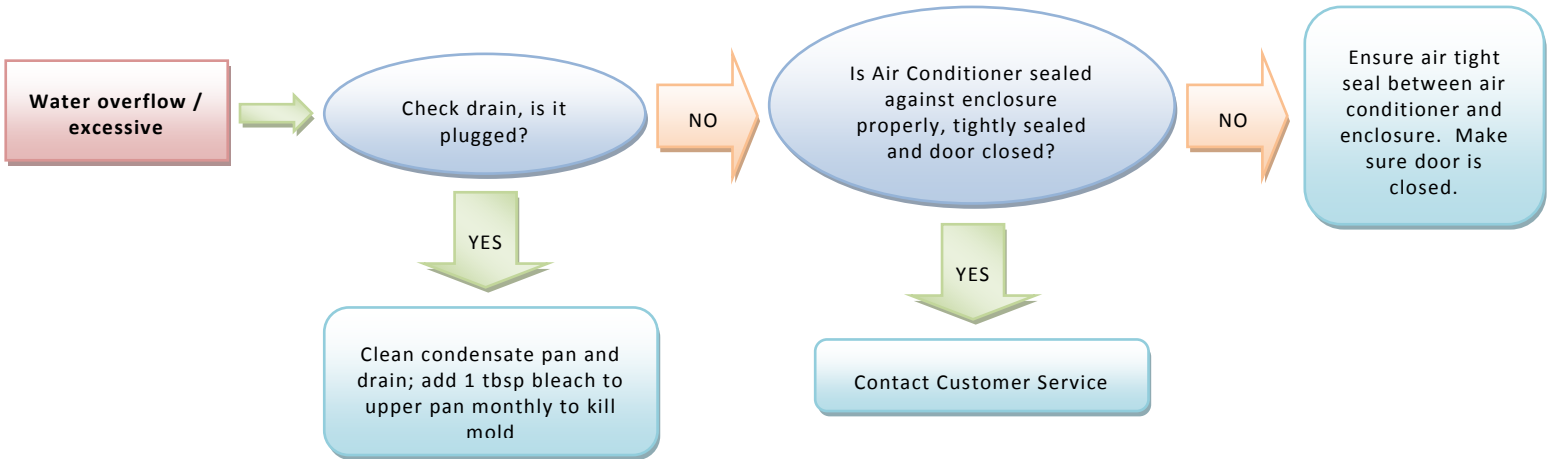 Water overflow /
excessive
Check drain, is it
plugged?
NO
Is Air Conditioner sealed
against enclosure
properly, tightly sealed
and door closed?
NO
Ensure air tight
seal between air
conditioner and
enclosure.  Make
sure door is
closed.
YES
Clean condensate pan and
drain; add 1 tbsp bleach to
upper pan monthly to kill
mold
YES
Contact Customer Service